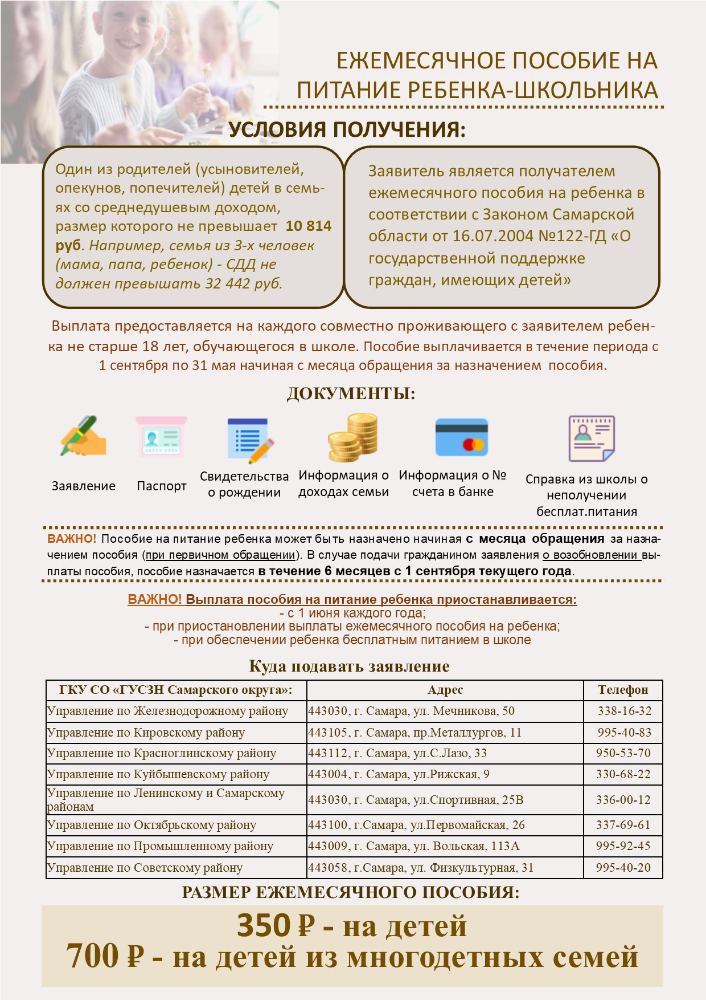 ЕЖЕМЕСЯЧНОЕ ПОСОБИЕ НА
ПИТАНИЕ РЕБЕНКА-ШКОЛЬНИКА
УСЛОВИЯ ПОЛУЧЕНИЯ:
Один из родителей (усыновителей,
опекунов, попечителей) детей в семь-
ях со среднедушевым доходом,
размер которого не превышает 10 814
руб. Например, семья из 3-х человек
(мама, папа, ребенок) - СДД не
должен превышать 32 442 руб.
Заявитель является получателем
ежемесячного пособия на ребенка в
соответствии с Законом Самарской
области от 16.07.2004 №122-ГД «О
государственной поддержке
граждан, имеющих детей»
Выплата предоставляется на каждого совместно проживающего с заявителем ребен-
ка не старше 18 лет, обучающегося в школе. Пособие выплачивается в течение периода с
1 сентября по 31 мая начиная с месяца обращения за назначением пособия.
ДОКУМЕНТЫ:
Заявление
Паспорт
Свидетельства
о рождении
Информация о
доходах семьи
Информация о №
счета в банке
Справка из школы о
неполучении
бесплат.питания
ВАЖНО! Пособие на питание ребенка может быть назначено начиная с месяца обращения за назна-
чением пособия (при первичном обращении). В случае подачи гражданином заявления о возобновлении вы-
платы пособия, пособие назначается в течение 6 месяцев с 1 сентября текущего года.
ВАЖНО! Выплата пособия на питание ребенка приостанавливается:
- с 1 июня каждого года;
- при приостановлении выплаты ежемесячного пособия на ребенка;
- при обеспечении ребенка бесплатным питанием в школе
Куда подавать заявление
ГКУ СО «ГУСЗН Самарского округа»: Адрес Телефон
Управление по Железнодорожному району 443030, г. Самара, ул. Мечникова, 50 338-16-32
Управление по Кировскому району 443105, г. Самара, пр.Металлургов, 11 995-40-83
Управление по Красноглинскому району 443112, г. Самара, ул.С.Лазо, 33 950-53-70
Управление по Куйбышевскому району 443004, г. Самара, ул.Рижская, 9 330-68-22
Управление по Ленинскому и Самарскому
районам 443030, г. Самара, ул.Спортивная, 25В 336-00-12
Управление по Октябрьскому району 443100, г.Самара, ул.Первомайская, 26 337-69-61
Управление по Промышленному району 443009, г. Самара, ул. Вольская, 113А 995-92-45
Управление по Советскому району 443058, г.Самара, ул. Физкультурная, 31 995-40-20
РАЗМЕР ЕЖЕМЕСЯЧНОГО ПОСОБИЯ:
350 ₽ - на детей
700 ₽ - на детей из многодетных семей